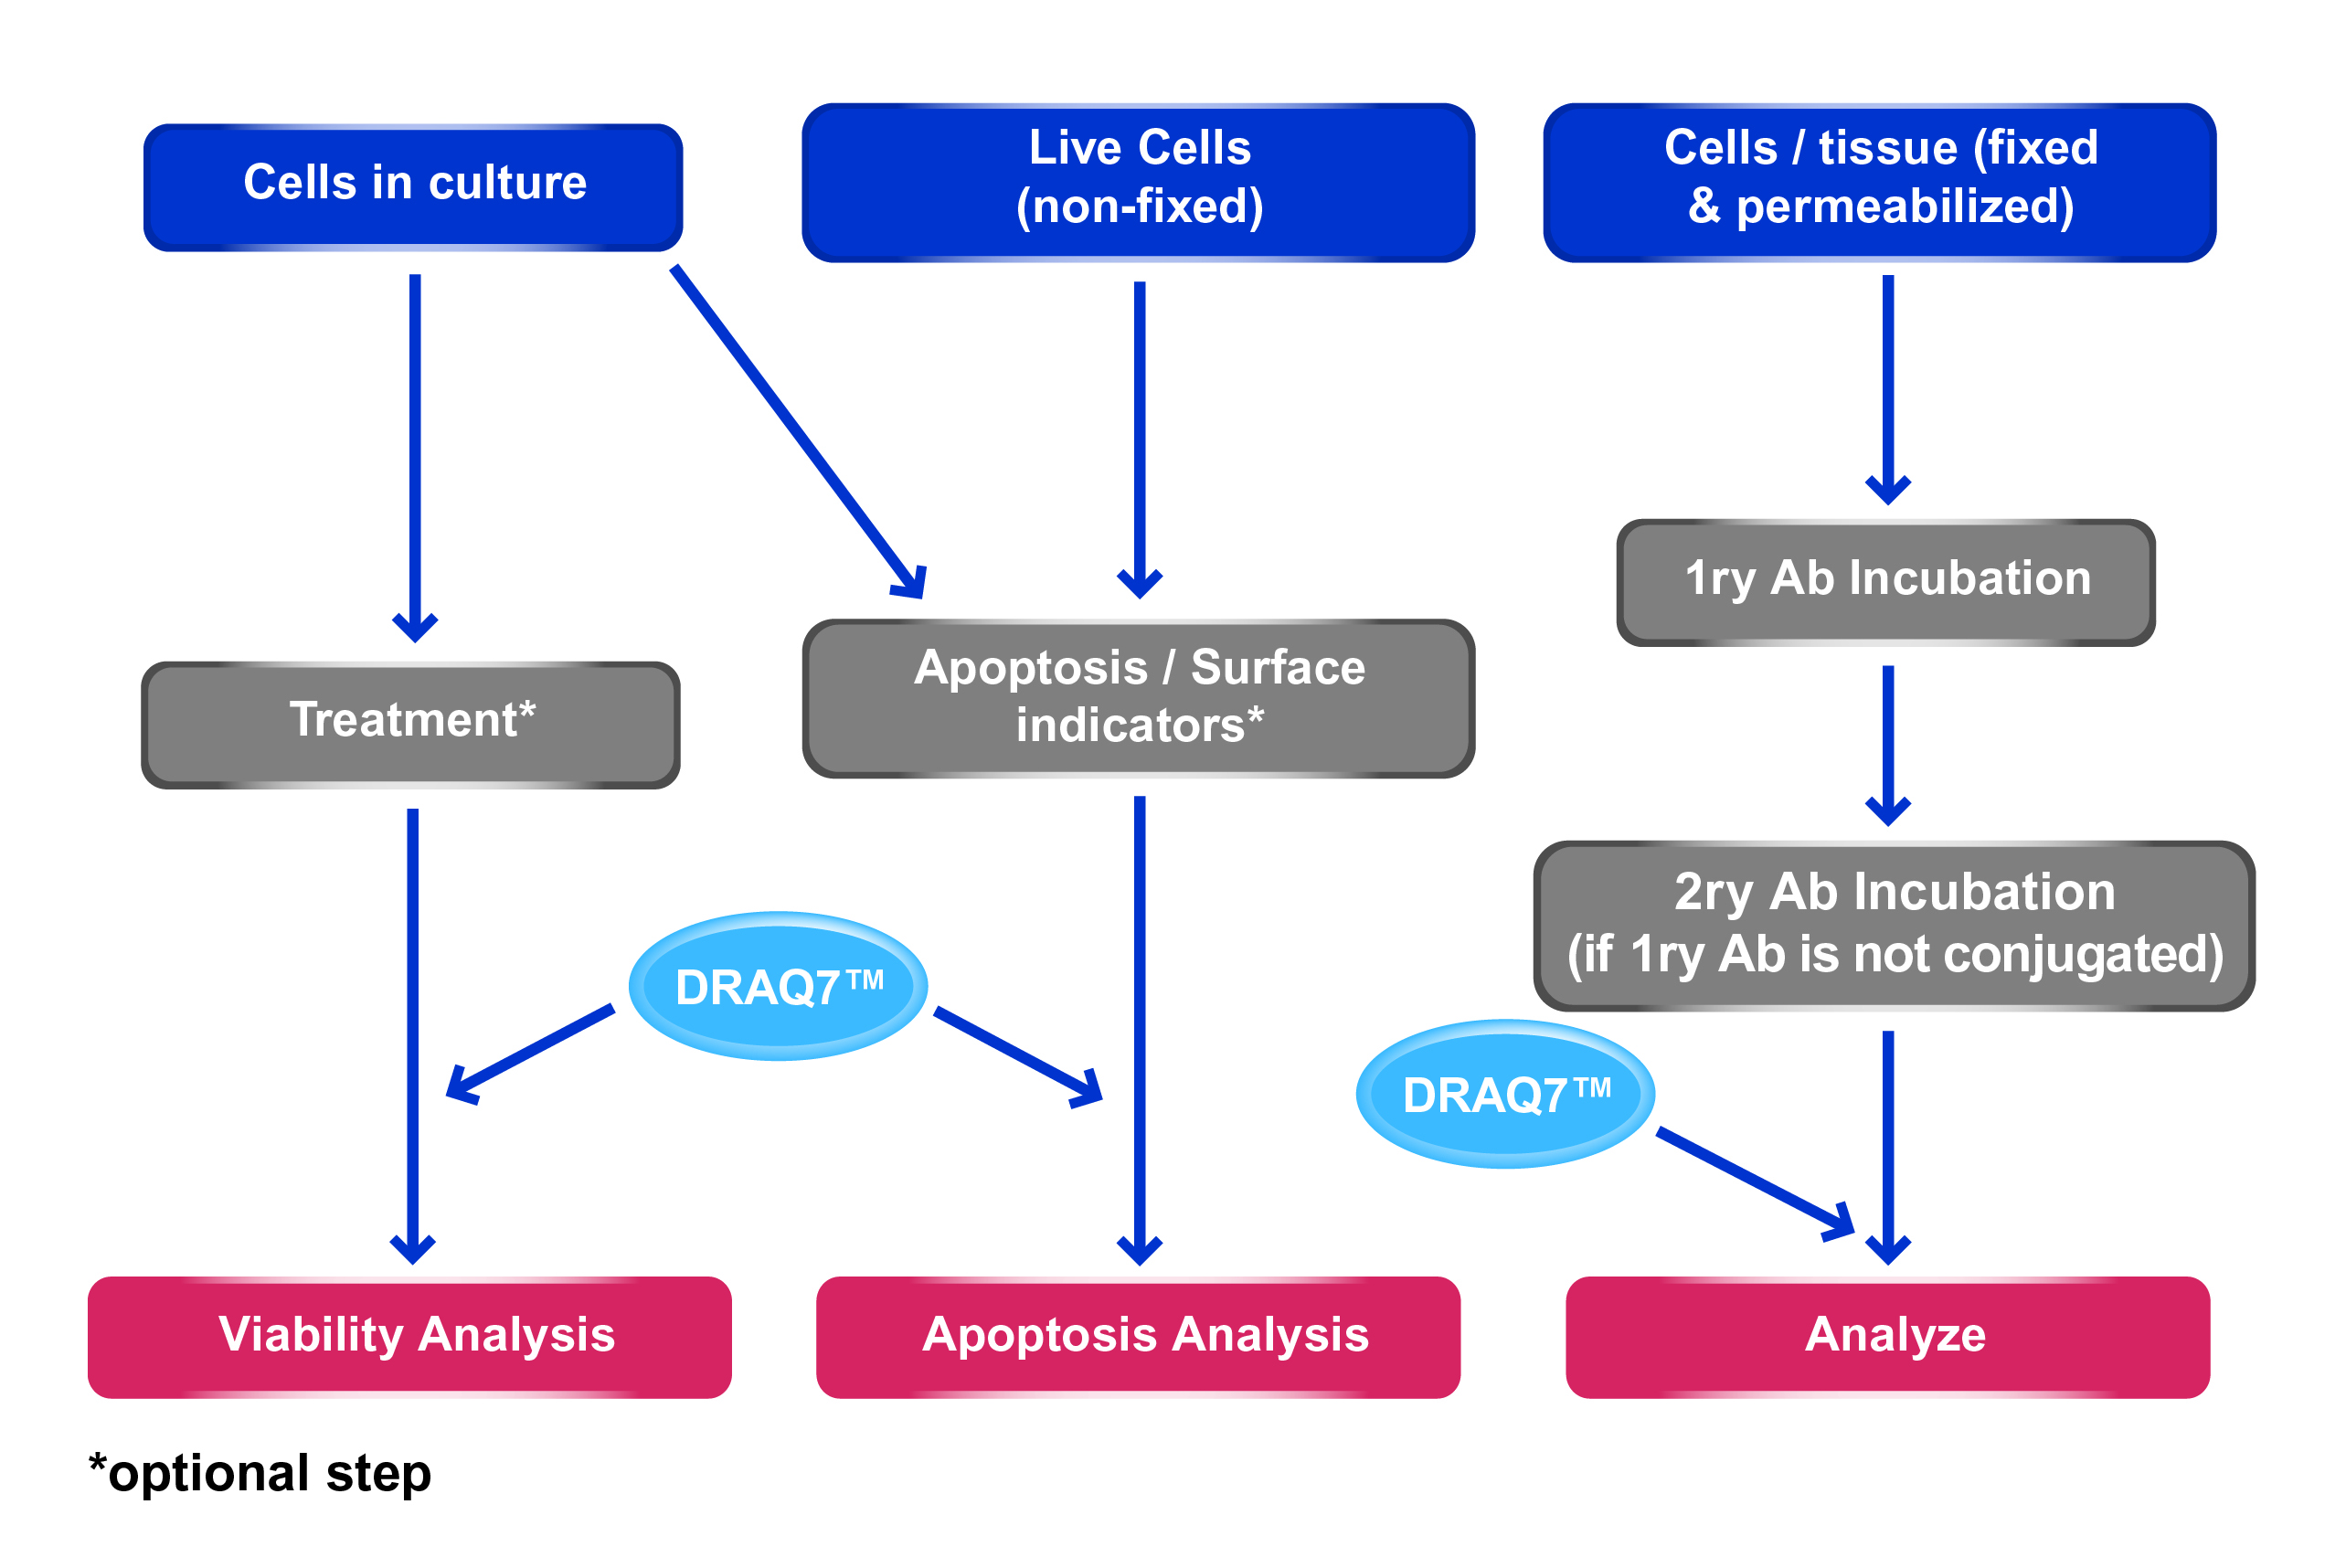 Cells in culture
Live Cells
(non-fixed)
Cells / tissue (fixed
& permeabilized)
1ry Ab Incubation
Treatment*
Apoptosis / Surface
indicators*
2ry Ab Incubation
(if 1ry Ab is not conjugated)
DRAQ7™
DRAQ7™
Viability Analysis
Apoptosis Analysis
Analyze
*optional step